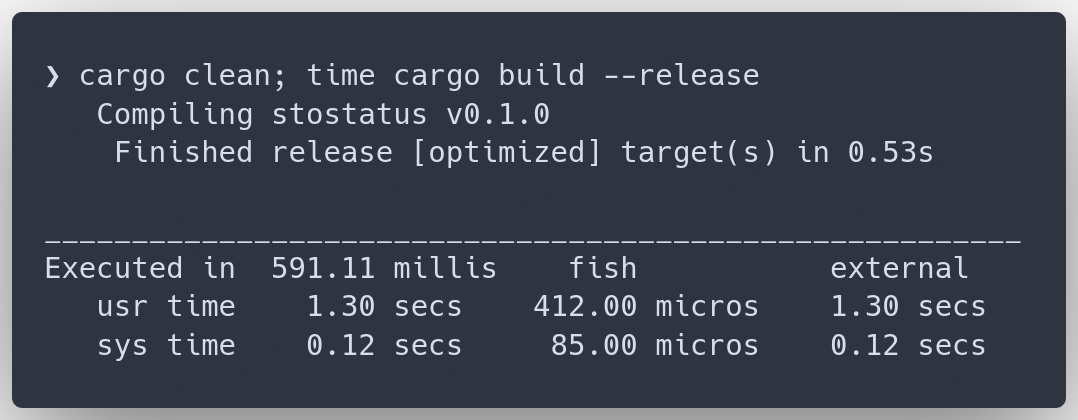 ❯ cargo clean; time cargo build --release
   Compiling stostatus v0.1.0
    Finished release [optimized] target(s) in 0.53s
________________________________________________________
Executed in  591.11 millis    fish           external
   usr time    1.30 secs    412.00 micros    1.30 secs
   sys time    0.12 secs     85.00 micros    0.12 secs